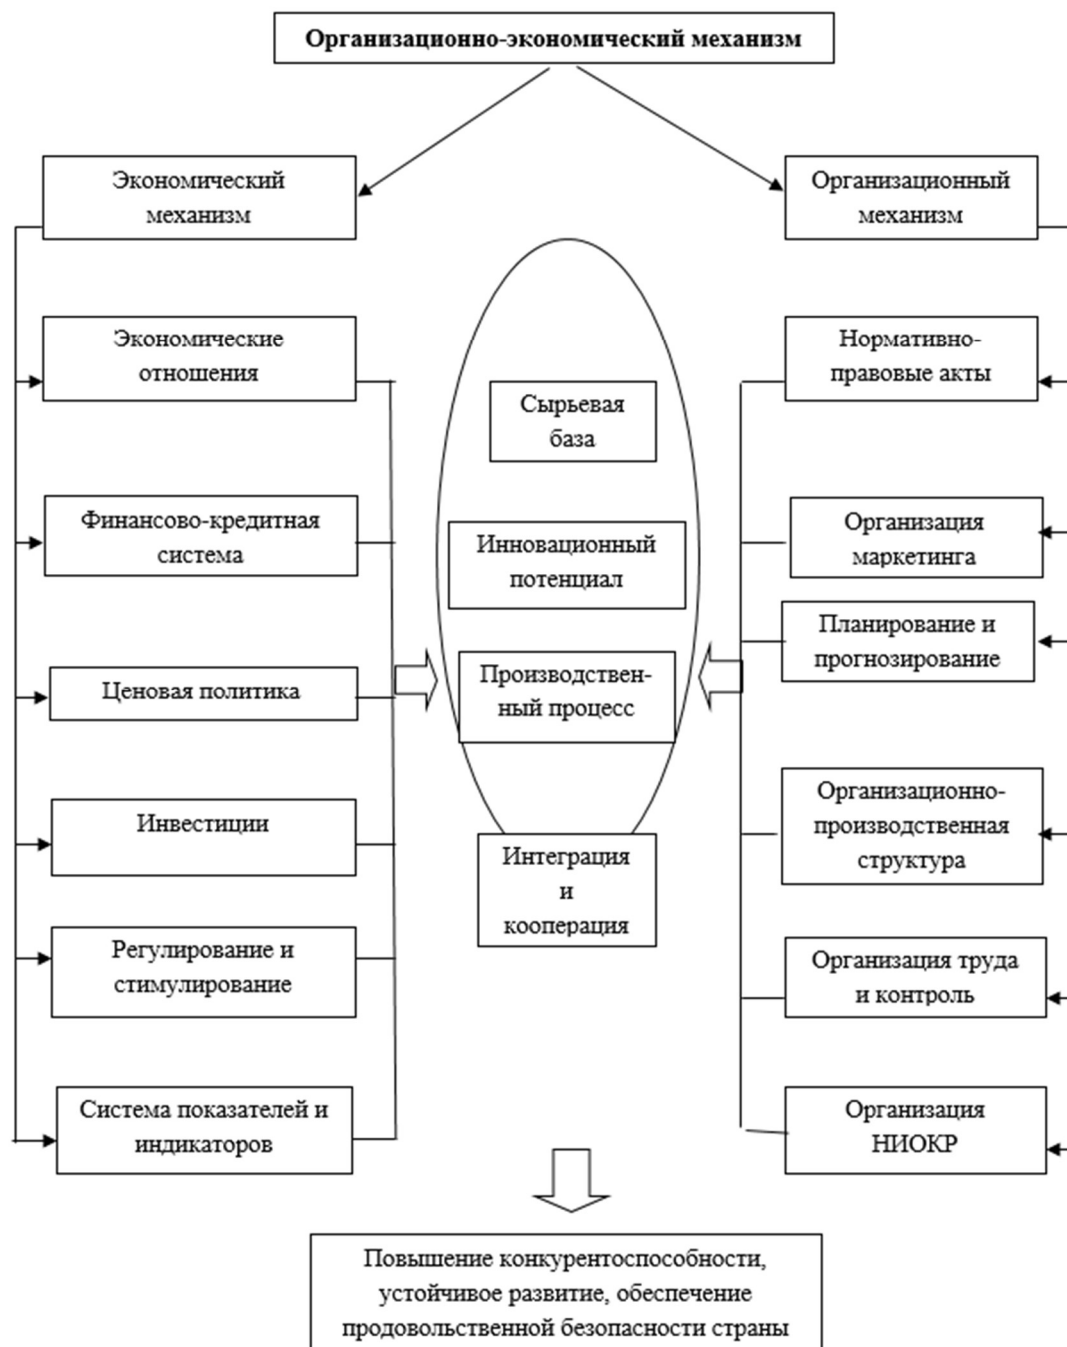 Организационно-экономический механизм
Экономический
механизм
Организационный
механизм
Экономические
отношения
Финансово-кредитная
система
Ценовая политика
Инвестиции
Регулирование и
стимулирование
Система показателей и
индикаторов
Сырьевая
база
Инновационный
потенциал
Производствен-
ный процесс
Интеграция
и
кооперация
Нормативно-
правовые акты
Организация
маркетинга
Планирование и
прогнозирование
Организационно-
производственная
структура
Организация труда
и контроль
Организация
НИОКР
Повышение конкурентоспособности,
устойчивое развитие, обеспечение
продовольственной безопасности страны